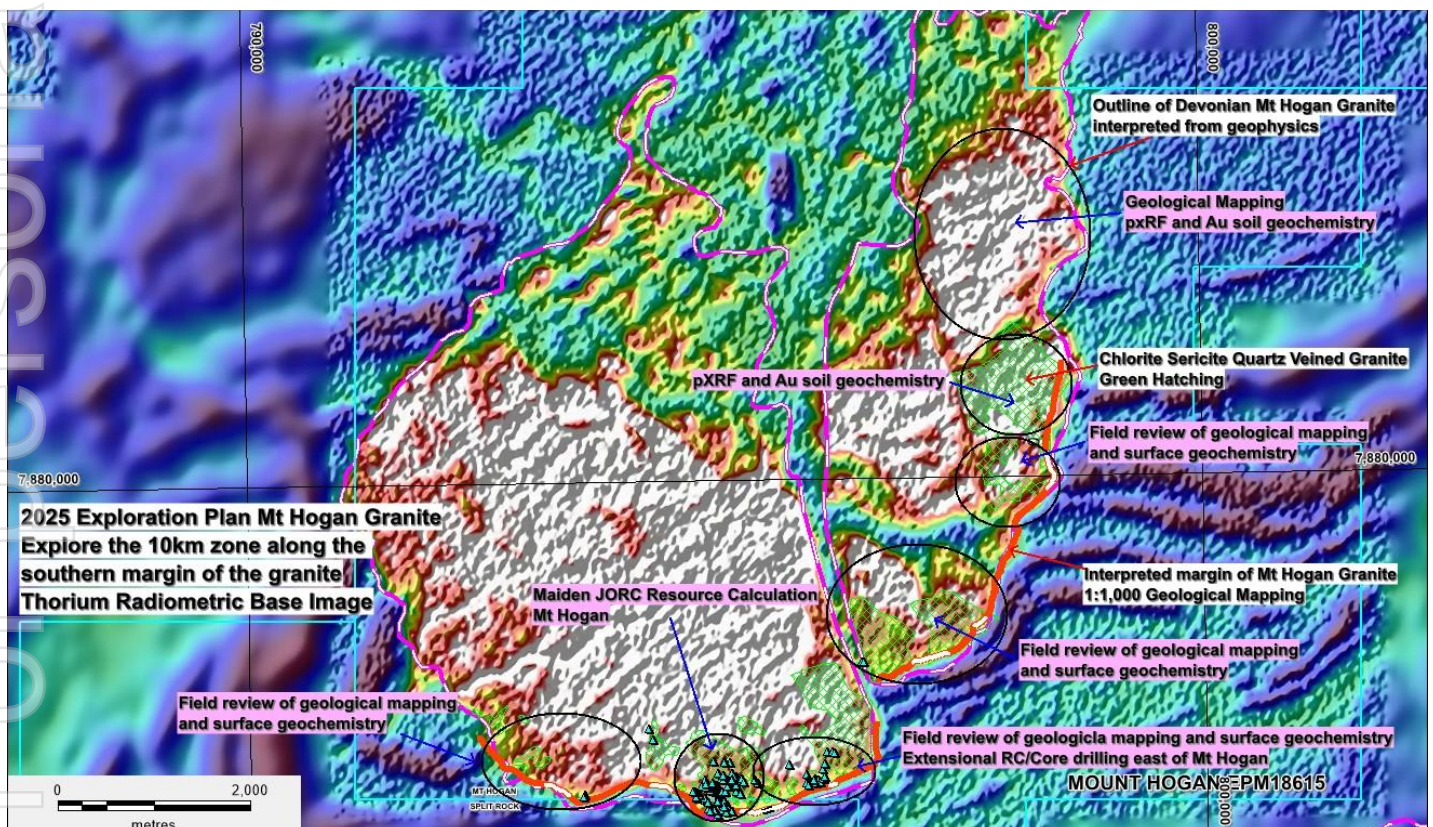 790,000
800,000
Outline of Devonian Mt Hogan Granite
interpreted from geophysics
Geological Mapping
pxRF and Au soil geochemistry
Chlorite Sericite Quartz Veined Granite
Green Hatching
pXRF and Au soil geochemistry
Field review of geological mapping
and surface geochemistry
7,880,000
7,880,000
2025 Exploration Plan Mt Hogan Granite
Explore the 10km zone along the
southern margin of the granite
Thorium Radiometric Base Image
Interpreted margin of Mt Hogan Granite
1:1,000 Geological Mapping
Maiden JORC Resource Calculation
Mt Hogan
Field review of geological mapping
and surface geochemistry
Field review of geological mapping
and surface geochemistry
Field review of geologicla mapping and surface geochemistry
Extensional RC/Core drilling east of Mt Hogan
MOUNT HOGAN EPM18615
800,000
MT HOGAN
SPLIT ROCK
0 2,000
metres